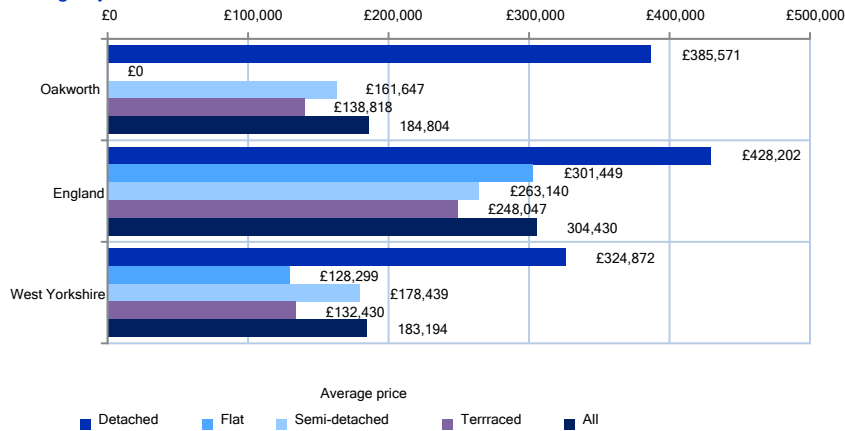 £0 £100,000 £200,000 £300,000 £400,000 £500,000
£385,571
£0
Oakworth
£161,647
£138,818
184,804
£428,202
£301,449
England
£263,140
£248,047
304,430
£324,872
£128,299
West Yorkshire
£178,439
£132,430
183,194
Average price
Detached Flat Semi-detached Terrraced All